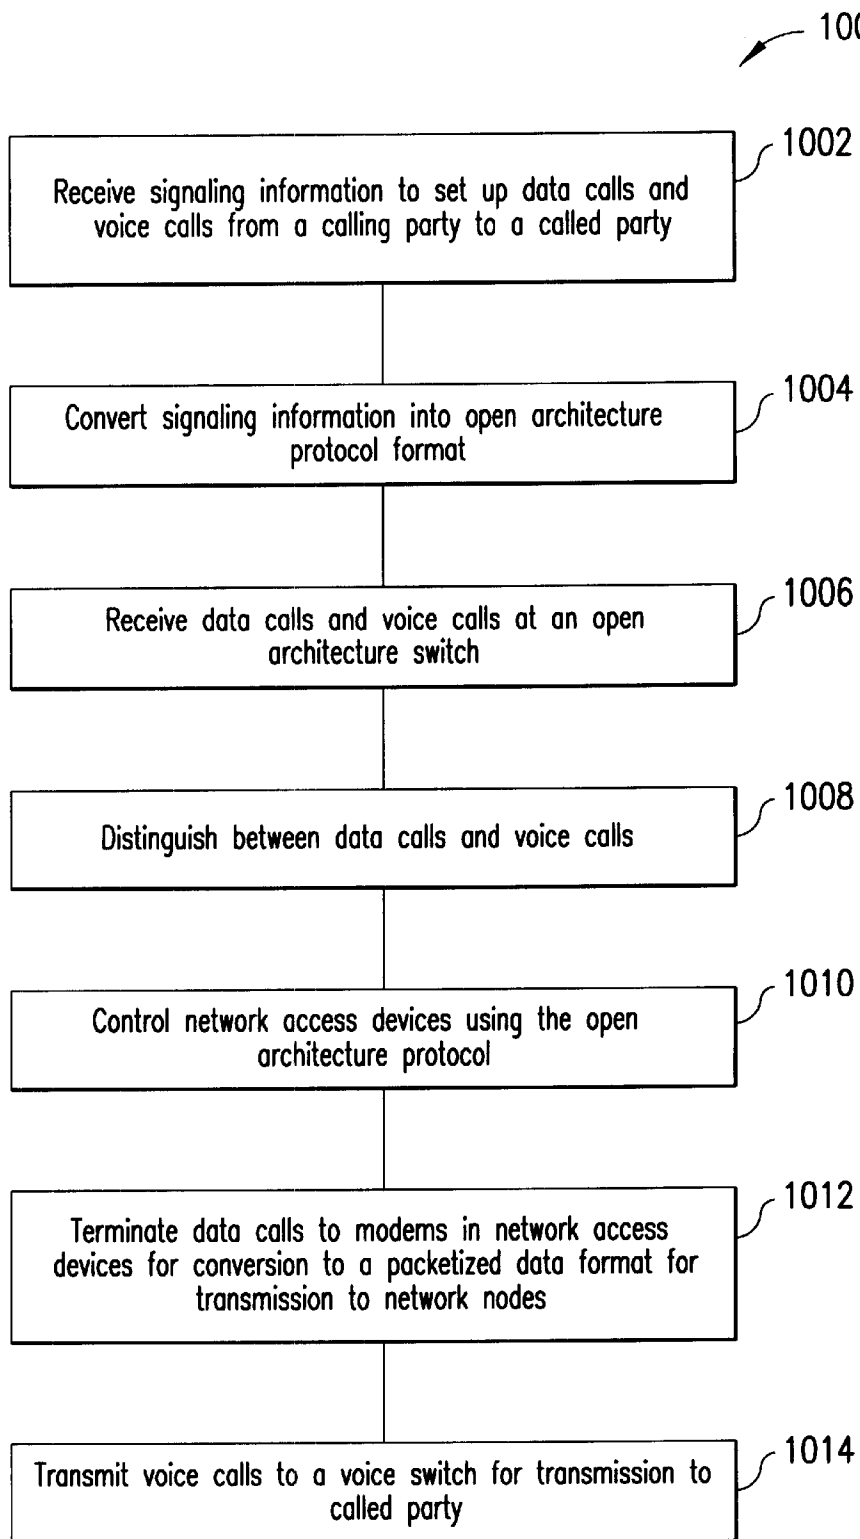 100
1002
Receive signaling information to set up data calls and
voice calls from a calling party to a called party
1004
Convert signaling information into open architecture
protocol format
1006
Receive data calls and voice calls at an open
architecture switch
1008
Distinguish between data calls and voice calls
1010
Control network access devices using the open
architecture protocol
1012
Terminate data calls to modems in network access
devices for conversion to a packetized data format for
transmission to network nodes
1014
Transmit voice calls to a voice switch for transmission to
called party